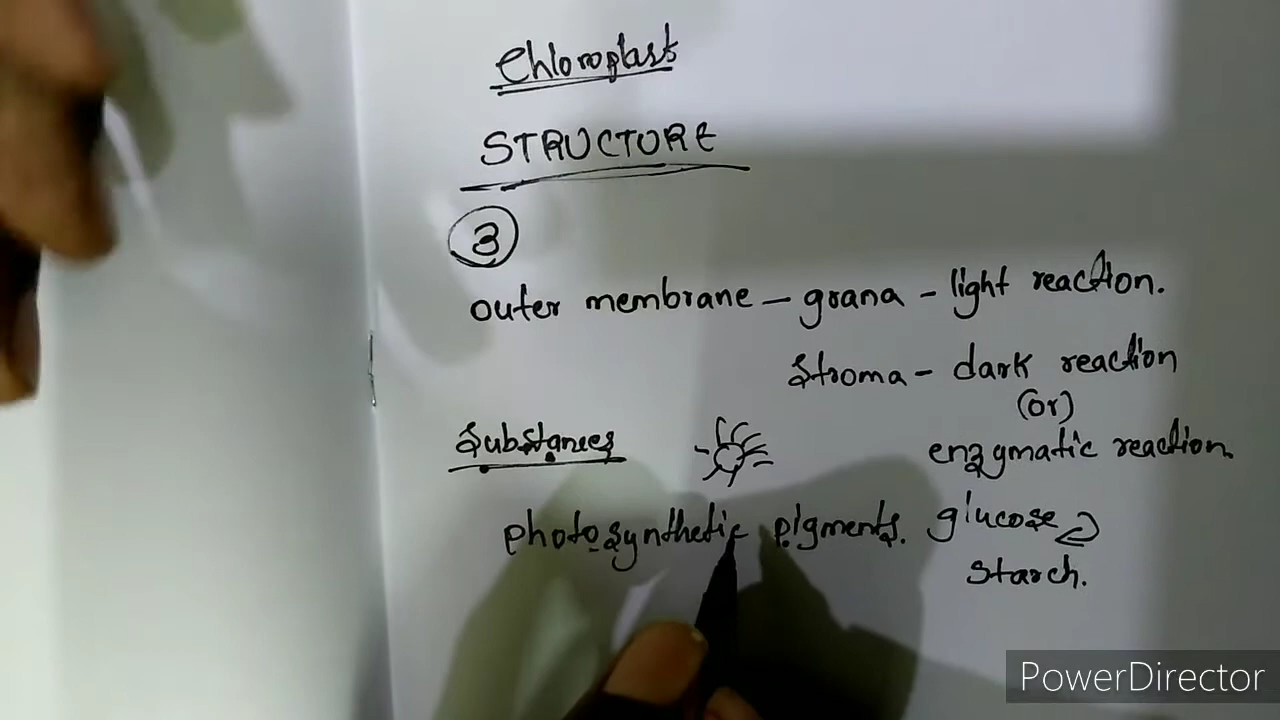 Chloroplast
STRUCTURE
3
outer membrane - grana - light reaction.
Stroma - dark reaction
(or)
enzymatic reaction.
Substances
photosynthetic pigments. glucose
starch.
PowerDirector